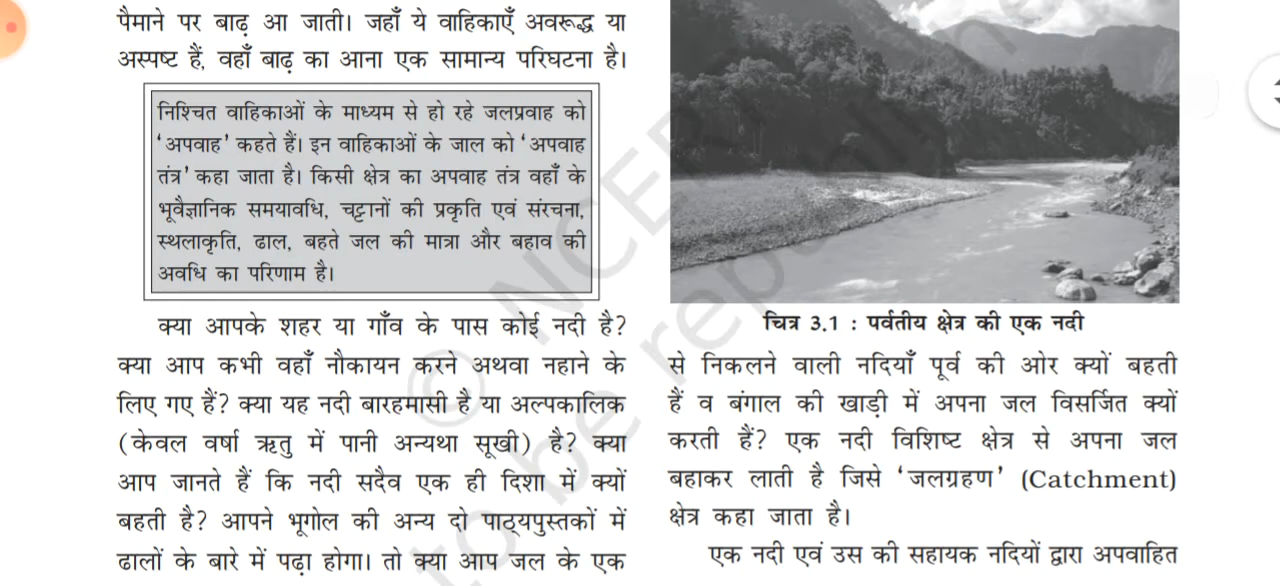 पैमाने पर बाढ़ आ जाती। जहाँ ये वाहिकाएँ अवरूद्ध या
अस्पष्ट हैं, वहाँ बाढ़ का आना एक सामान्य परिघटना है।
निश्चित वाहिकाओं के माध्यम से हो रहे जलप्रवाह को
‘अपवाह’ कहते हैं। इन वाहिकाओं के जाल को ‘अपवाह
तंत्र’ कहा जाता है। किसी क्षेत्र का अपवाह तंत्र वहाँ के
भूवैज्ञानिक समयावधि, चट्टानों की प्रकृति एवं संरचना,
स्थलाकृति, ढाल, बहते जल की मात्रा और बहाव की
अवधि का परिणाम है।
क्या आपके शहर या गाँव के पास कोई नदी है?
क्या आप कभी वहाँ नौकायन करने अथवा नहाने के
लिए गए हैं? क्या यह नदी बारहमासी है या अल्पकालिक
(केवल वर्षा ऋतु में पानी अन्यथा सूखी) है? क्या
आप जानते हैं कि नदी सदैव एक ही दिशा में क्यों
बहती है? आपने भूगोल की अन्य दो पाठ्यपुस्तकों में
ढालों के बारे में पढ़ा होगा। तो क्या आप जल के एक
चित्र 3.1 : पर्वतीय क्षेत्र की एक नदी
से निकलने वाली नदियाँ पूर्व की ओर क्यों बहती
हैं व बंगाल की खाड़ी में अपना जल विसर्जित क्यों
करती हैं? एक नदी विशिष्ट क्षेत्र से अपना जल
बहाकर लाती है जिसे ‘जलग्रहण’ (Catchment)
क्षेत्र कहा जाता है।
एक नदी एवं उस की सहायक नदियों द्वारा अपवाहित
© NCER
to be repu